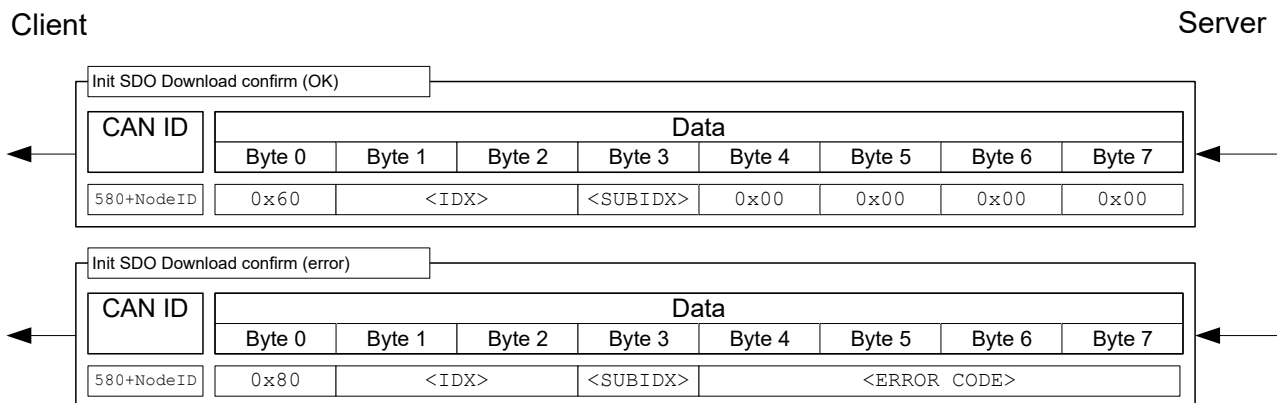 Client Server
Init SDO Download confirm (OK)
CAN ID Data
Byte 0 Byte 1 Byte 2 Byte 3 Byte 4 Byte 5 Byte 6 Byte 7
580+NodeID 0x60 <IDX> <SUBIDX> 0x00 0x00 0x00 0x00
Init SDO Download confirm (error)
CAN ID Data
Byte 0 Byte 1 Byte 2 Byte 3 Byte 4 Byte 5 Byte 6 Byte 7
580+NodeID 0x80 <IDX> <SUBIDX> <ERROR CODE>